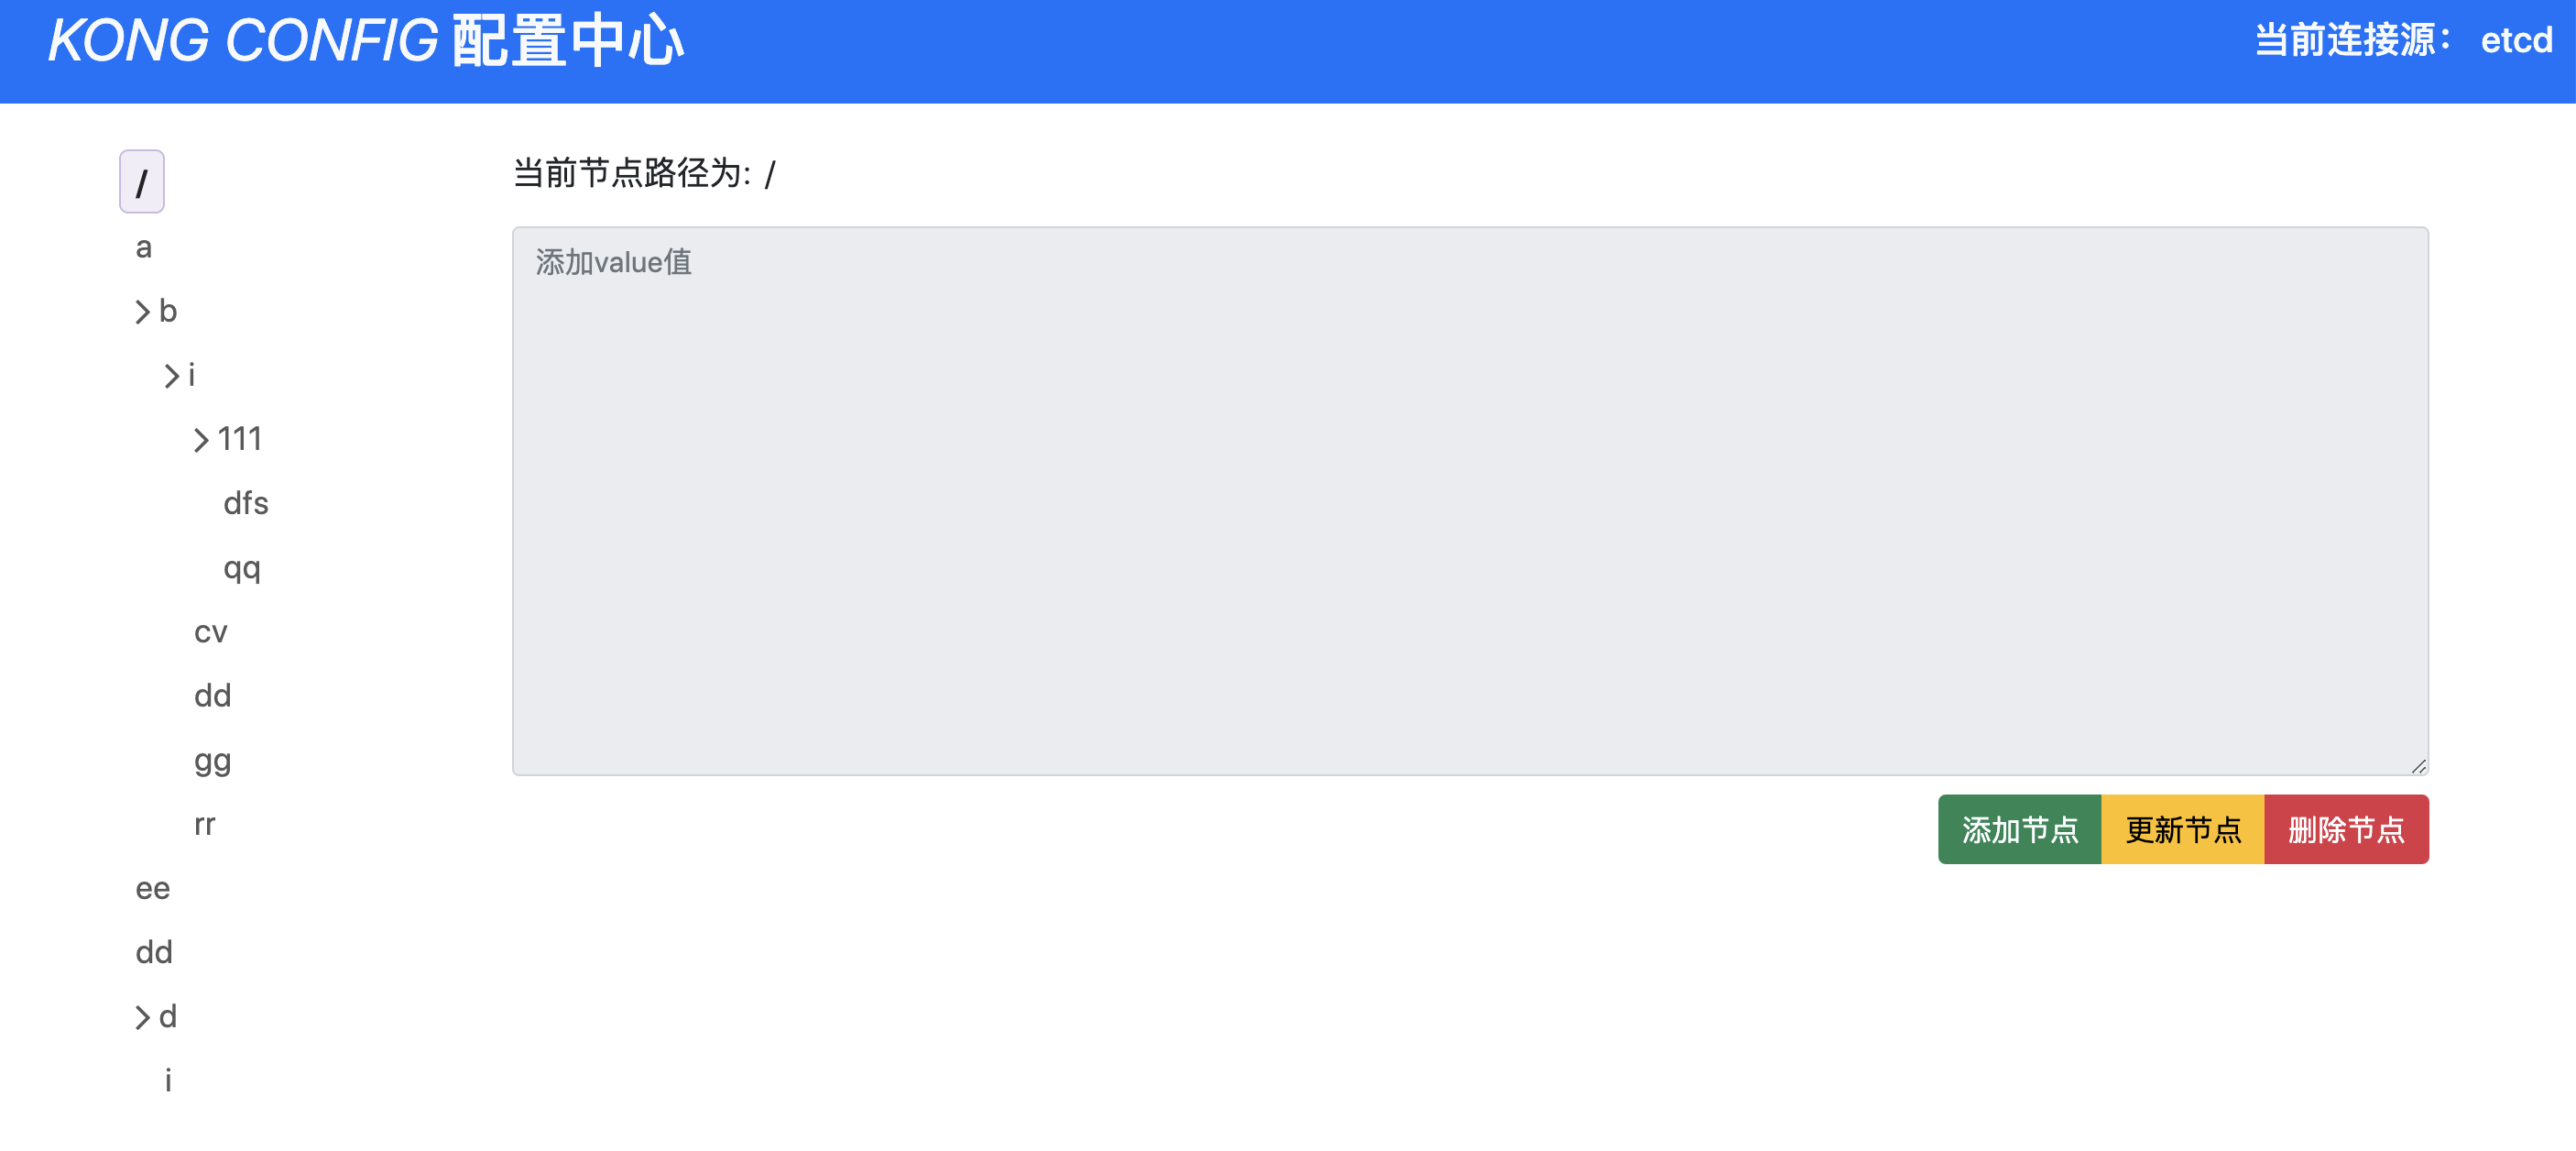 KONG CONFIG 配置中心
当前连接源： etcd
/
a
b
i
111
dfs
qq
cv
dd
gg
rr
ee
dd
d
i
当前节点路径为: /
添加value值
添加节点 更新节点 删除节点